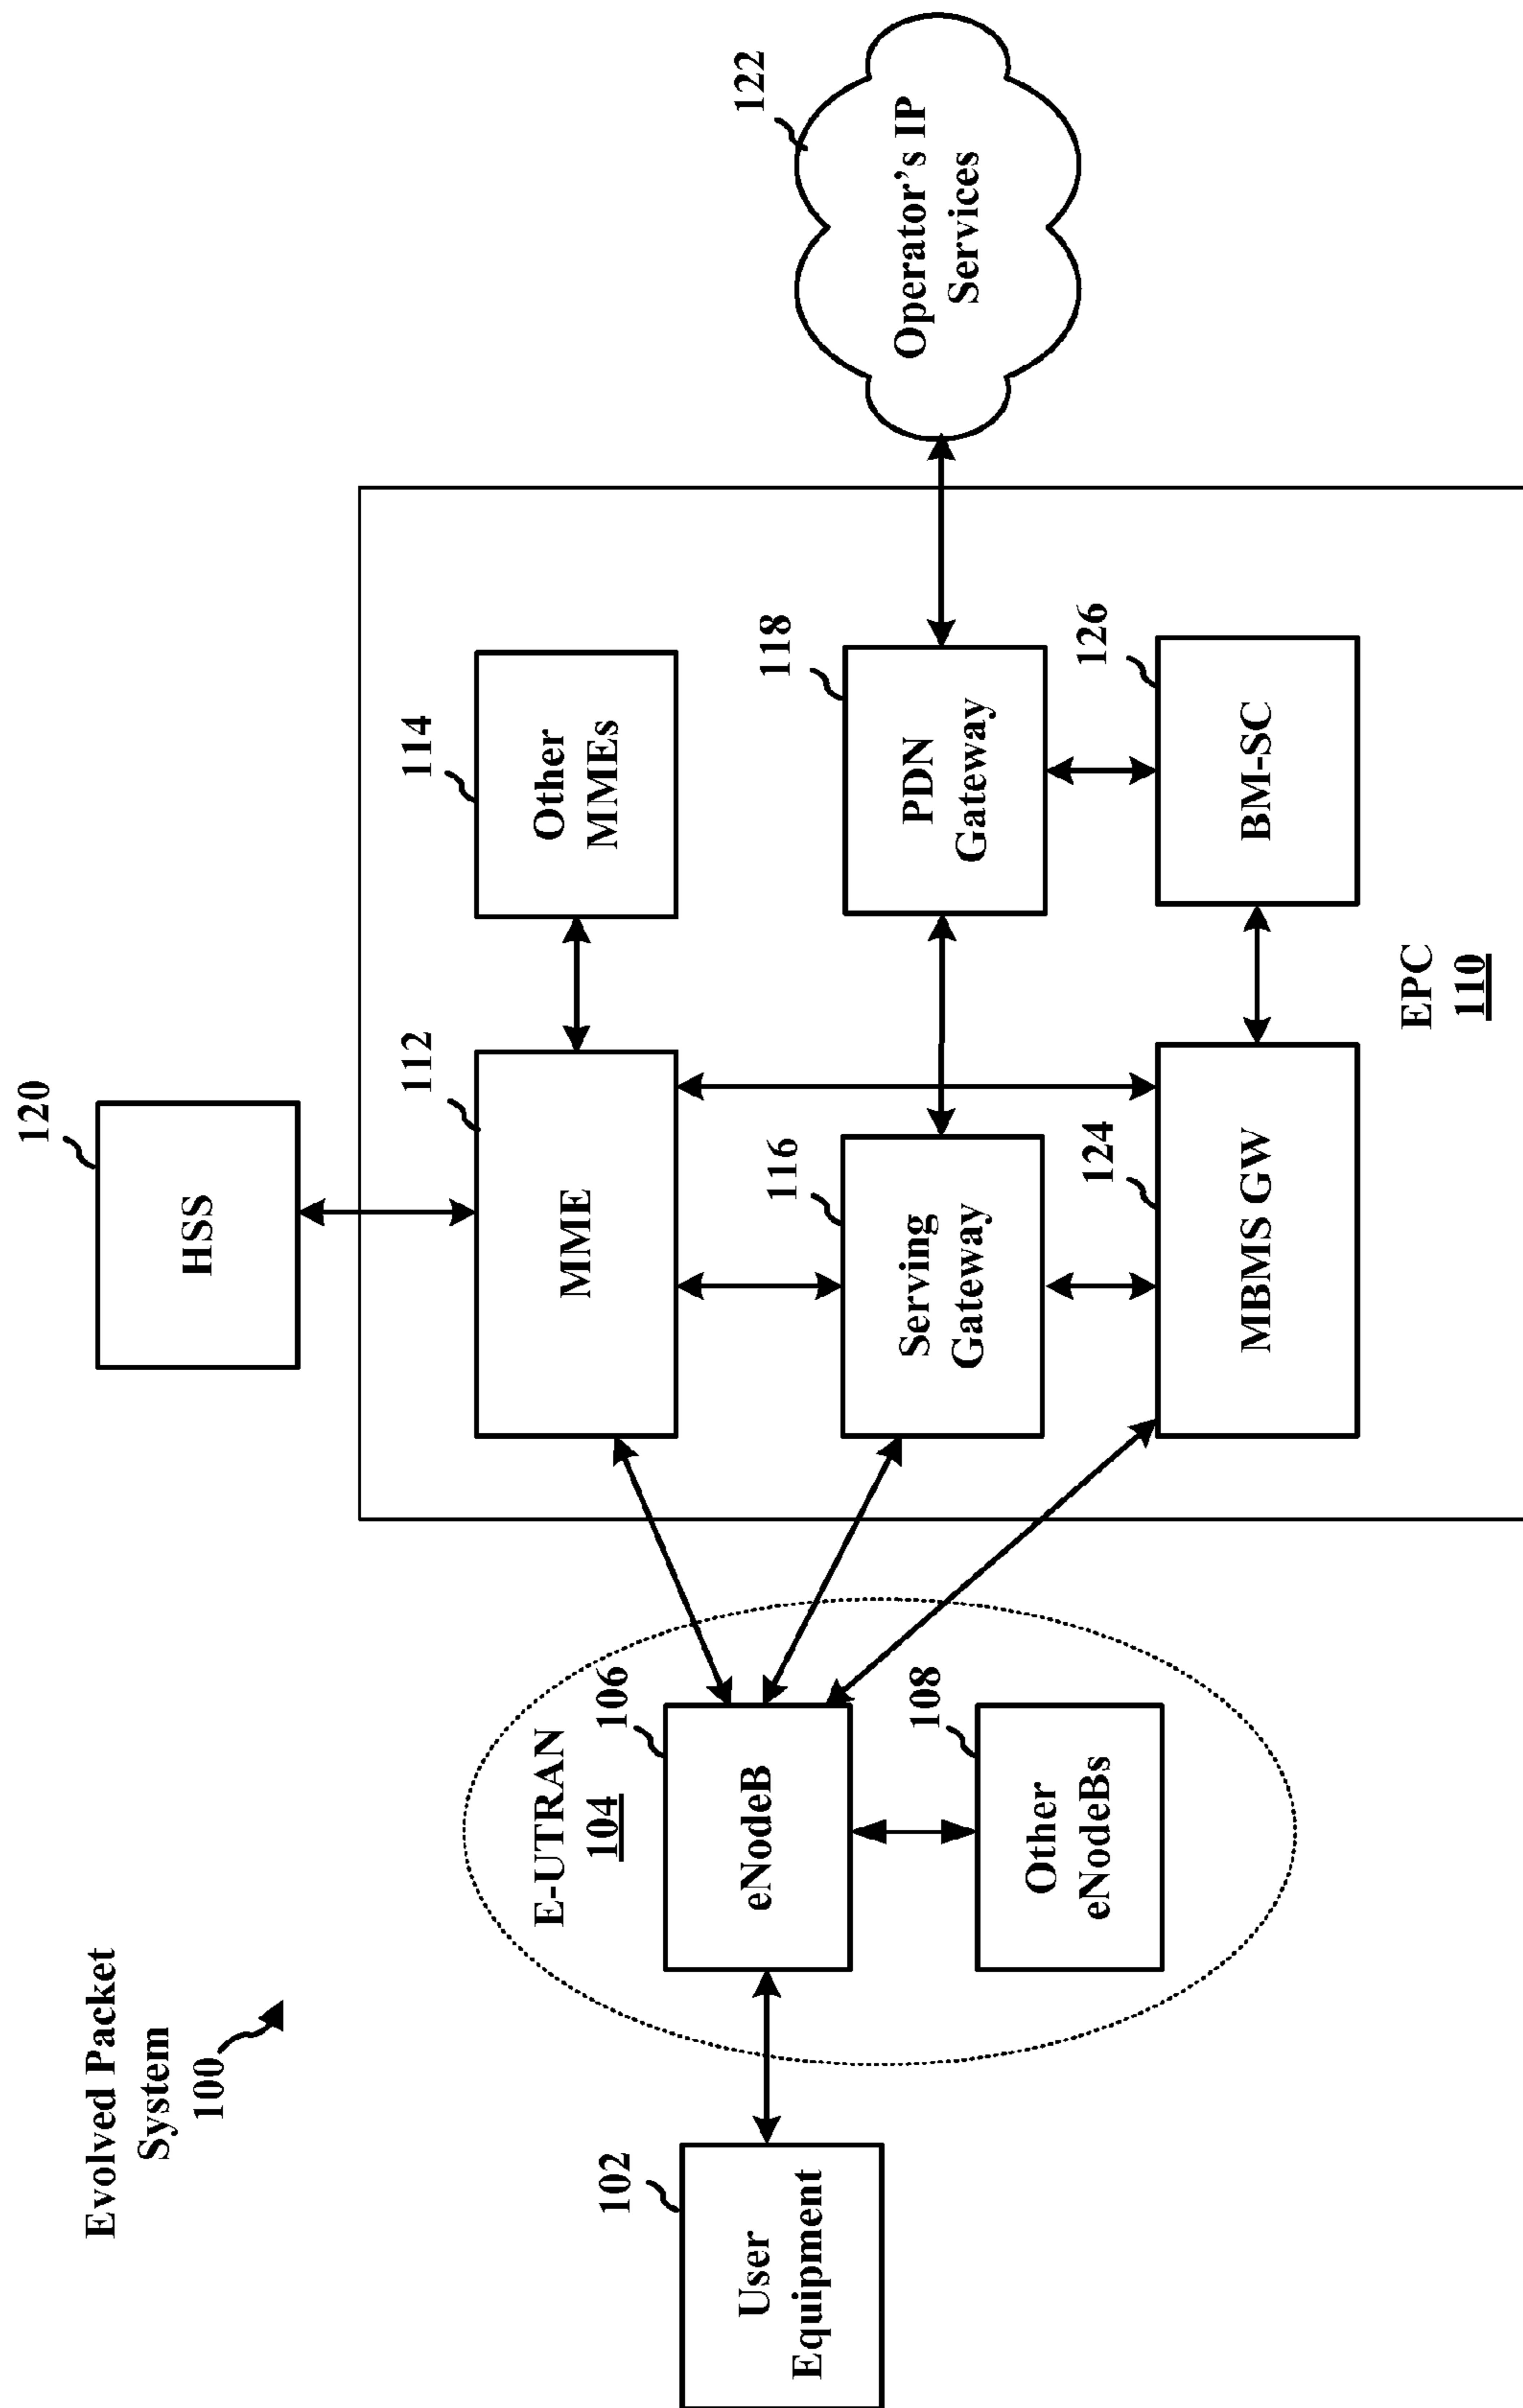 Evolved Packet
System
100
102
User
Equipment
E-UTRAN
104
106
eNodeB
108
Other
eNodeBs
120
HSS
112
MME
114
Other
MMEs
116
Serving
Gateway
118
PDN
Gateway
124
MBMS GW
126
BM-SC
EPC
110
122
Operator's IP
Services